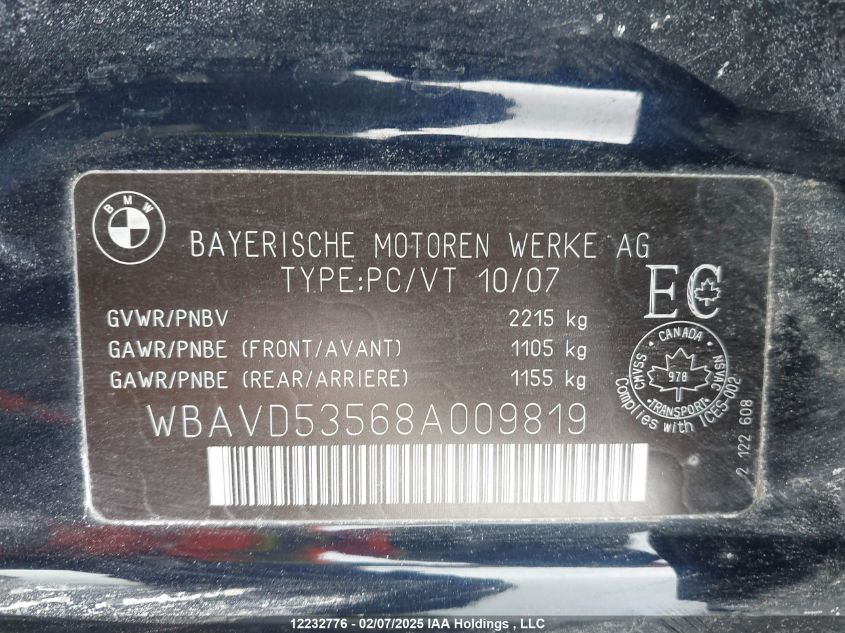 BMW
BAYERISCHE MOTOREN WERKE AG
TYPE:PC/VT 10/07
EC
GVWR/PNBV 2215 kg
GAWR/PNBE (FRONT/AVANT) 1105 kg
GAWR/PNBE (REAR/ARRIERE) 1155 kg
WBAVD53568A009819
CANADA
CMVSS
NSVAC
978
TRANSPORT
Complies with ICES-002
2 122 608
12232776 - 02/07/2025 IAA Holdings , LLC